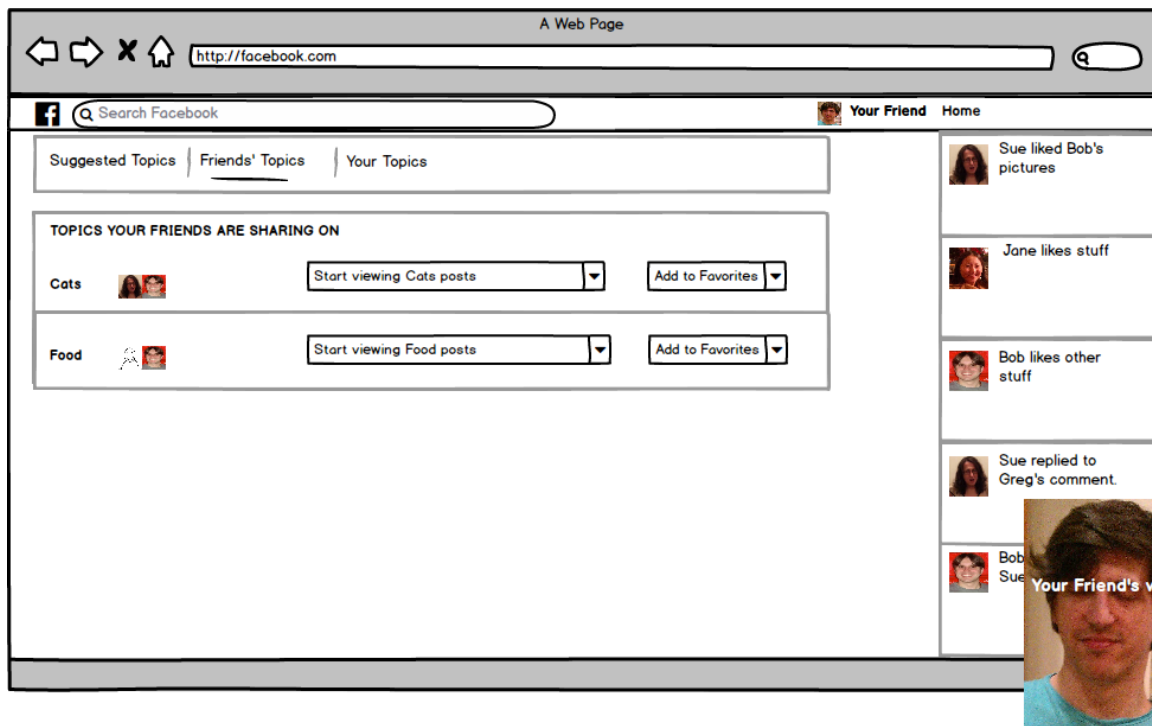 A Web Page
http://facebook.com
f
Search Facebook
Your Friend Home
Suggested Topics Friends' Topics Your Topics
TOPICS YOUR FRIENDS ARE SHARING ON
Cats Start viewing Cats posts Add to Favorites
Food Start viewing Food posts Add to Favorites
Sue liked Bob's
pictures
Jane likes stuff
Bob likes other
stuff
Sue replied to
Greg's comment.
Bob
Sue
Your Friend's